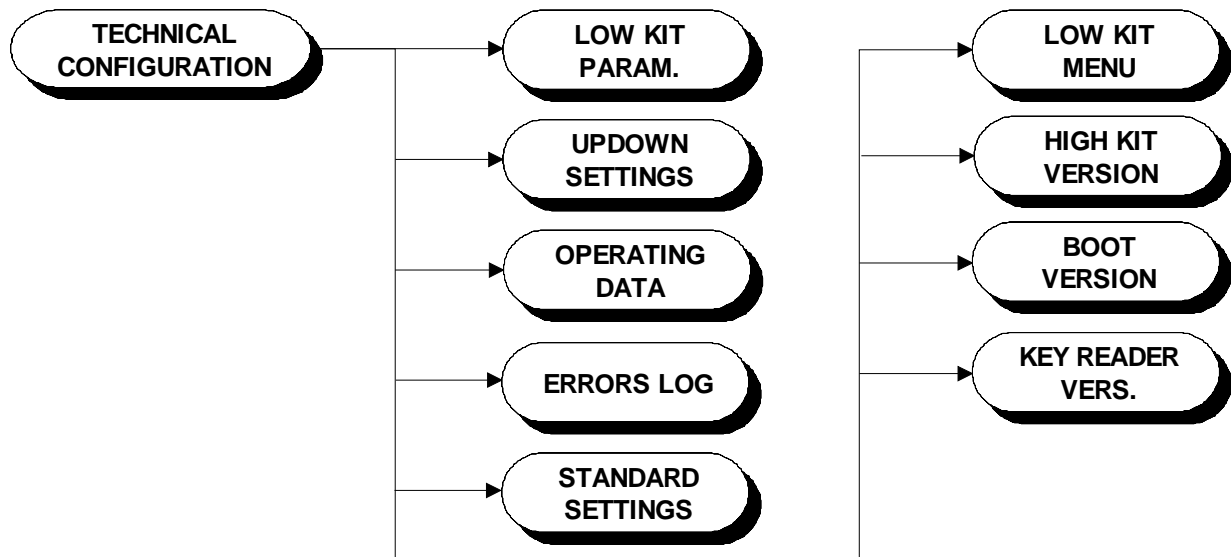 TECHNICAL
CONFIGURATION
LOW KIT
PARAM.
UPDOWN
SETTINGS
OPERATING
DATA
ERRORS LOG
STANDARD
SETTINGS
LOW KIT
MENU
HIGH KIT
VERSION
BOOT
VERSION
KEY READER
VERS.